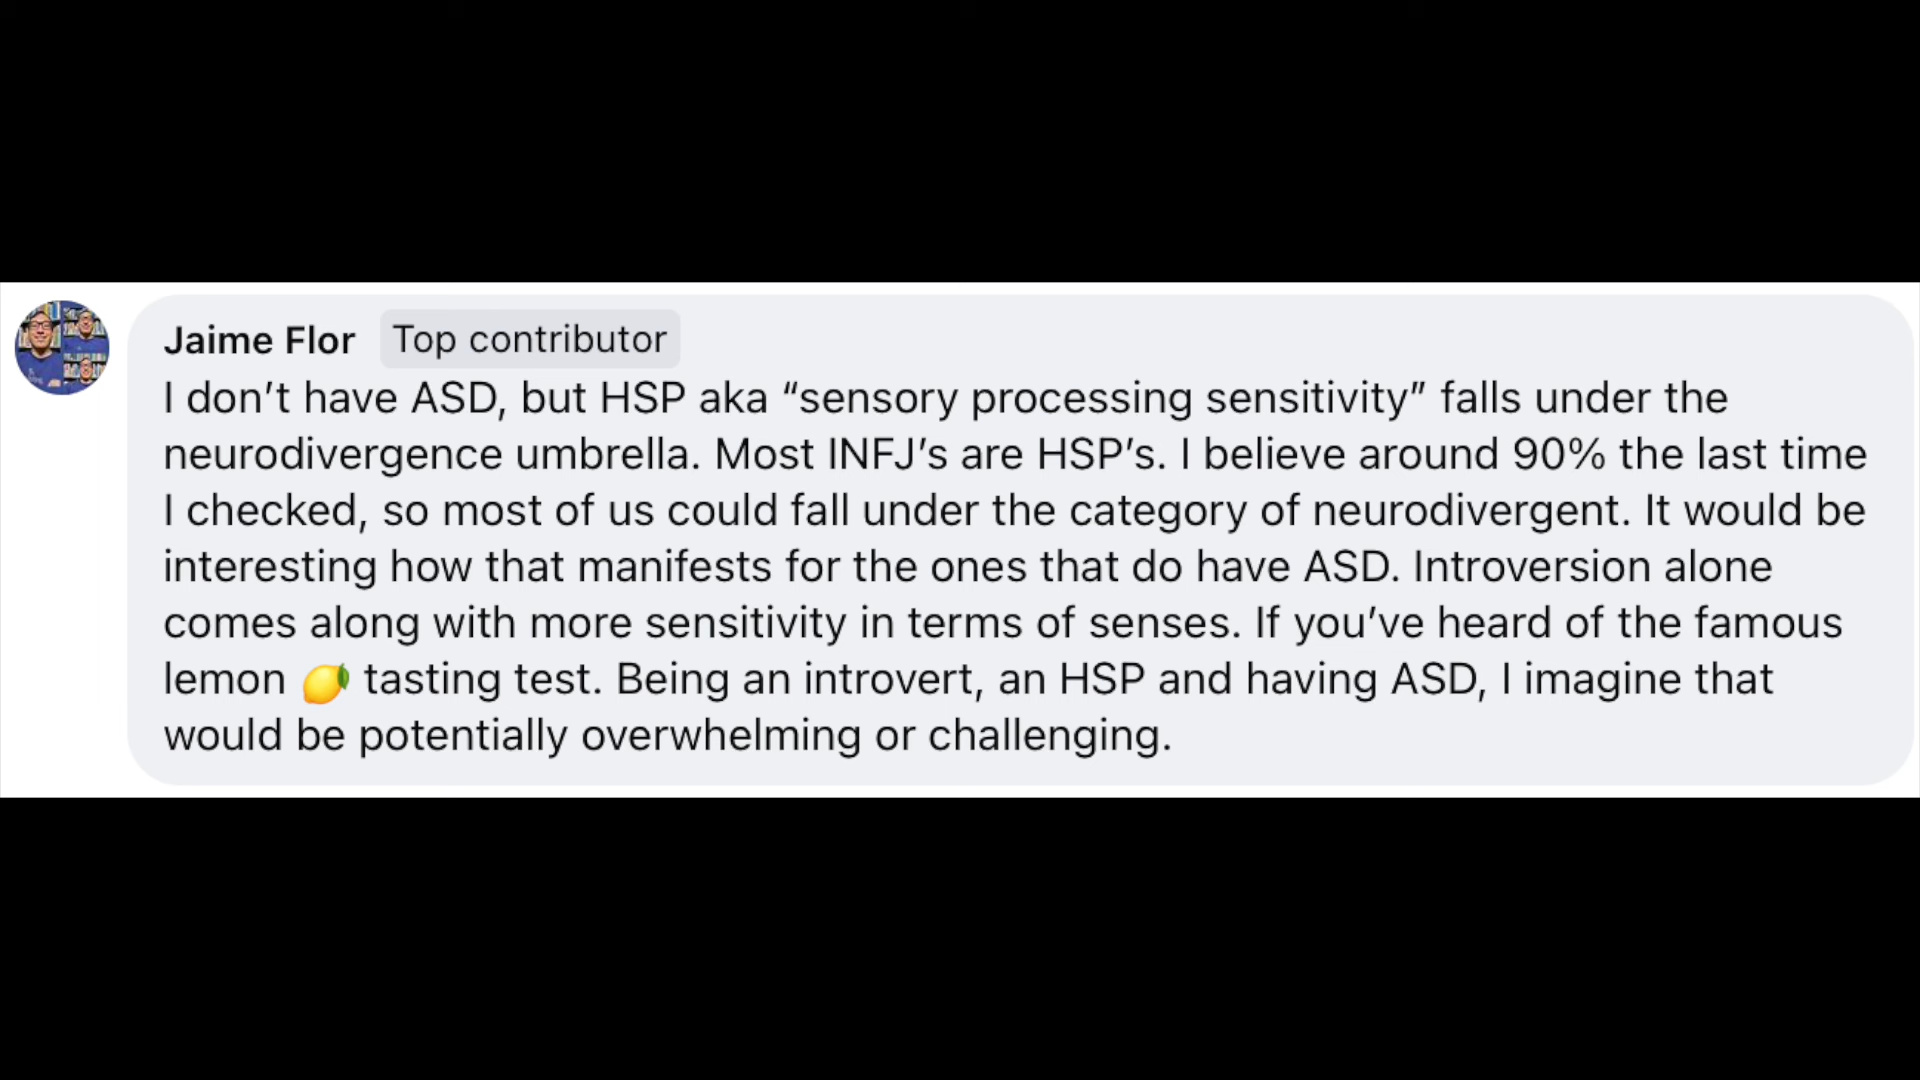 Jaime Flor Top contributor
I don’t have ASD, but HSP aka “sensory processing sensitivity” falls under the
neurodivergence umbrella. Most INFJ’s are HSP’s. I believe around 90% the last time
I checked, so most of us could fall under the category of neurodivergent. It would be
interesting how that manifests for the ones that do have ASD. Introversion alone
comes along with more sensitivity in terms of senses. If you’ve heard of the famous
lemon 🍋 tasting test. Being an introvert, an HSP and having ASD, I imagine that
would be potentially overwhelming or challenging.